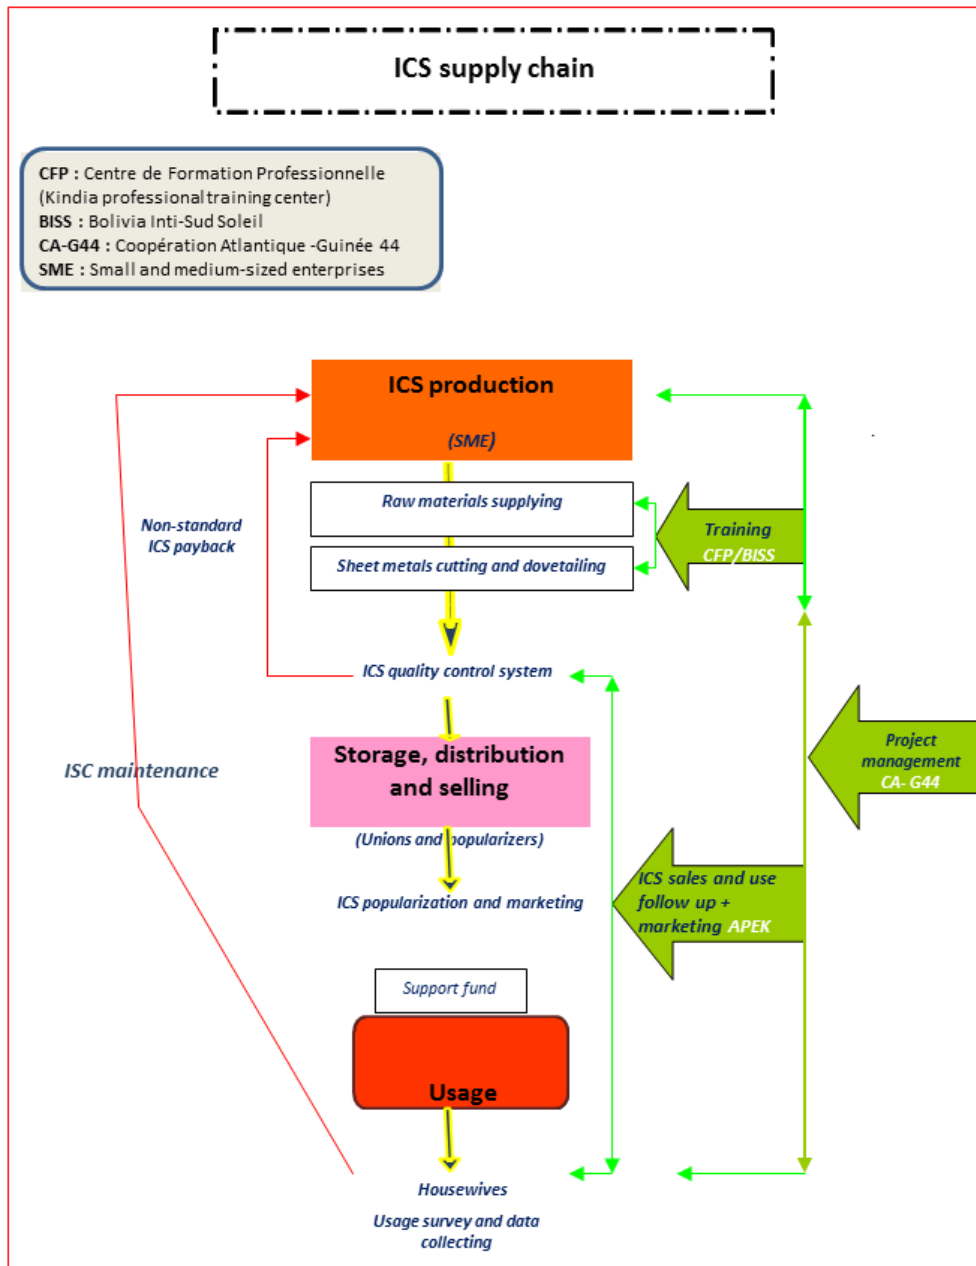 ICS supply chain
CFP : Centre de Formation Professionnelle
(Kindia professional training center)
BISS : Bolivia Inti-Sud Soleil
CA-G44 : Coopération Atlantique -Guinée 44
SME : Small and medium-sized enterprises
ICS production
(SME)
Raw materials supplying
Non-standard
ICS payback
Training
CFP/BISS
Sheet metals cutting and dovetailing
ICS quality control system
Storage, distribution
and selling
ISC maintenance
Project
management
CA- G44
(Unions and popularizers)
ICS popularization and marketing
ICS sales and use
follow up +
marketing APEK
Support fund
Usage
Housewives
Usage survey and data
collecting